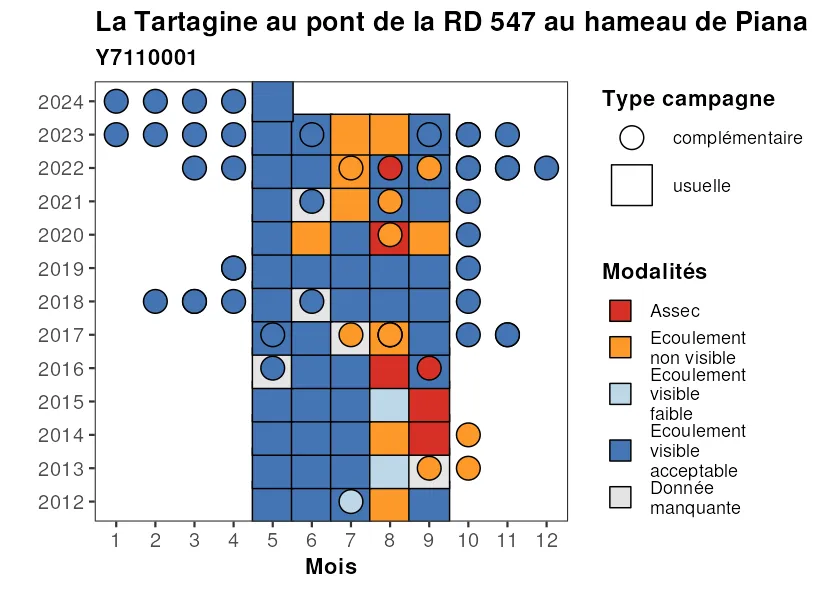 La Tartagine au pont de la RD 547 au hameau de Piana
Y7110001
2024
2023
2022
2021
2020
2019
2018
2017
2016
2015
2014
2013
2012
1 2 3 4 5 6 7 8 9 10 11 12
Mois
Type campagne
complémentaire
usuelle
Modalités
Assec
Ecoulement
non visible
Ecoulement
visible
faible
Ecoulement
visible
acceptable
Donnée
manquante